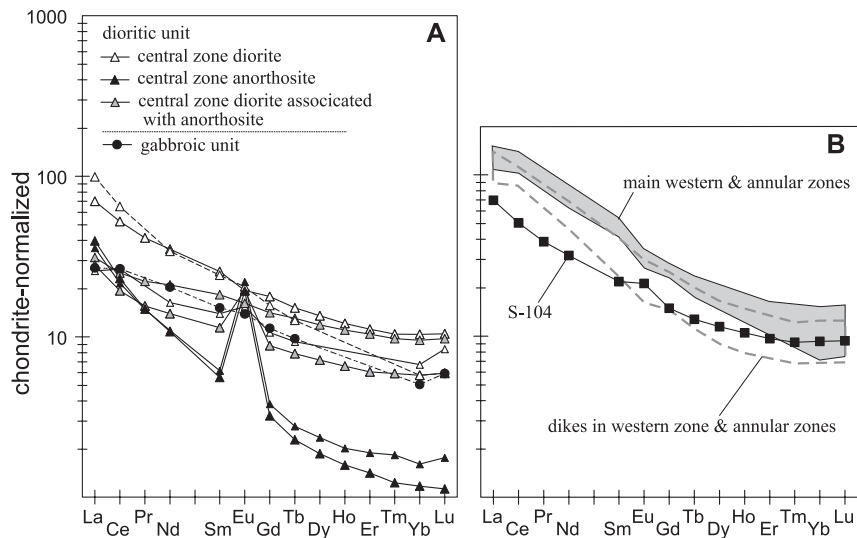 A
dioritic unit
central zone diorite
central zone anorthosite
central zone diorite associcated
with anorthosite
gabbroic unit
chondrite-normalized
1000
100
10
La Ce Pr Nd Sm Eu Gd Tb Dy Ho Er Tm Yb Lu
B
main western & annular zones
S-104
dikes in western zone & annular zones
La Ce Pr Nd Sm Eu Gd Tb Dy Ho Er Tm Yb Lu